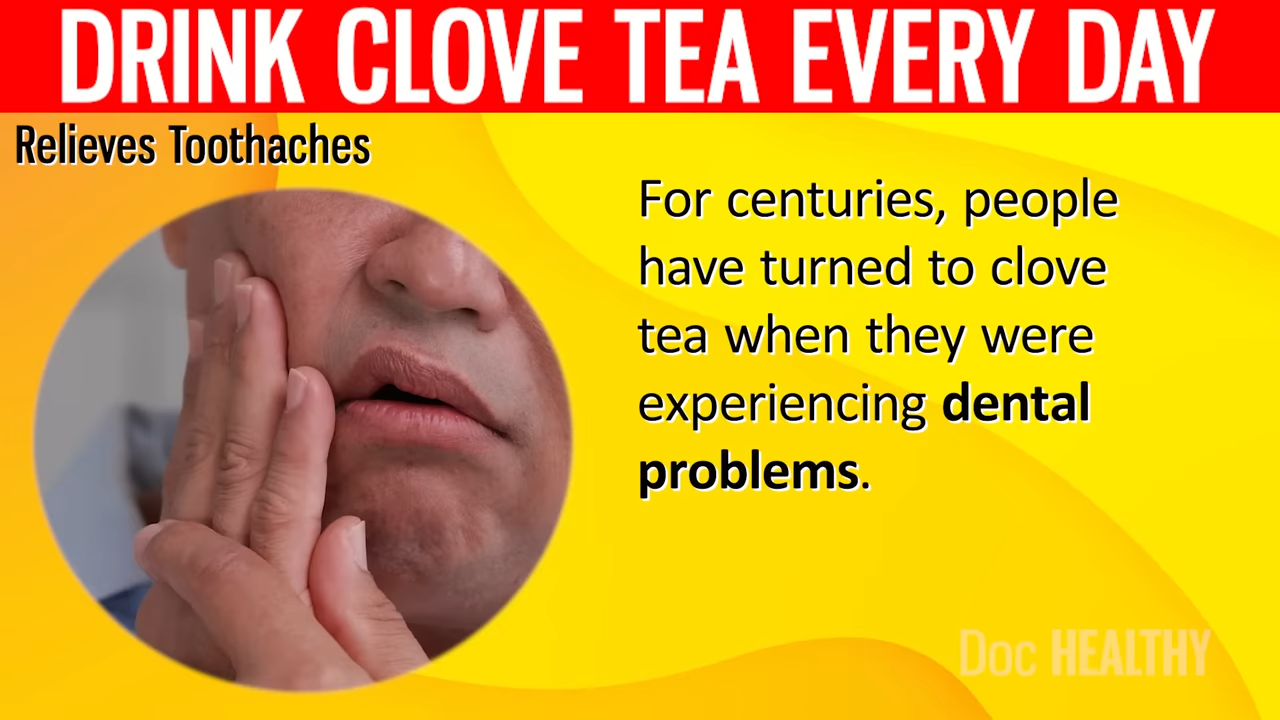 DRINK CLOVE TEA EVERY DAY
Relieves Toothaches
For centuries, people
have turned to clove
tea when they were
experiencing dental
problems.
Doc HEALTHY